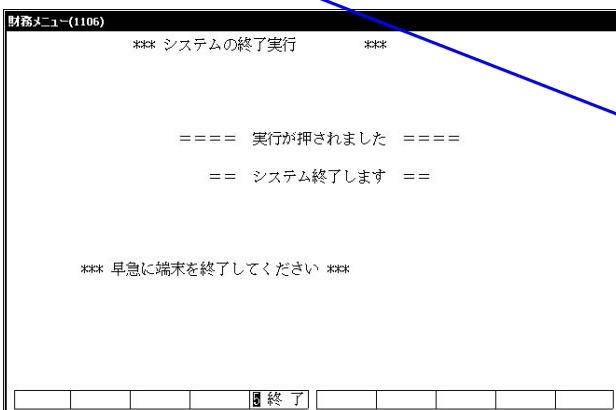 財務メニュー(1106)
*** システムの終了実行 ***
==== 実行が押されました ====
== システム終了します ==
*** 早急に端末を終了してください ***
5 終 了